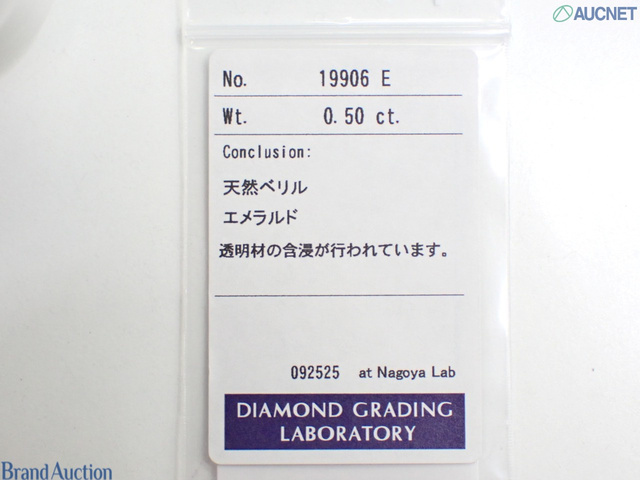 AUCNET
No. 19906 E
Wt. 0.50 ct.
Conclusion:
天然ベリル
エメラルド
透明材の含浸が行われています。
092525 at Nagoya Lab
DIAMOND GRADING
LABORATORY
Brand Auction